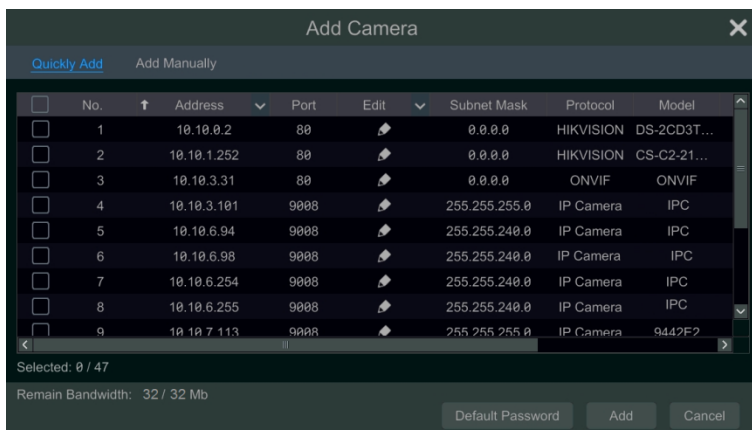 Add Camera
Quickly Add Add Manually
No. Address Port Edit Subnet Mask Protocol Model
1 10.10.0.2 80 0.0.0.0 HIKVISION DS-2CD3T...
2 10.10.1.252 80 0.0.0.0 HIKVISION CS-C2-21...
3 10.10.3.31 80 0.0.0.0 ONVIF ONVIF
4 10.10.3.101 9008 255.255.255.0 IP Camera IPC
5 10.10.6.94 9008 255.255.240.0 IP Camera IPC
6 10.10.6.98 9008 255.255.240.0 IP Camera IPC
7 10.10.6.254 9008 255.255.240.0 IP Camera IPC
8 10.10.6.255 9008 255.255.240.0 IP Camera IPC
9 10.10.7.113 9008 255.255.255.0 IP Camera 9442E2
Selected: 0 / 47
Remain Bandwidth: 32 / 32 Mb
Default Password Add Cancel